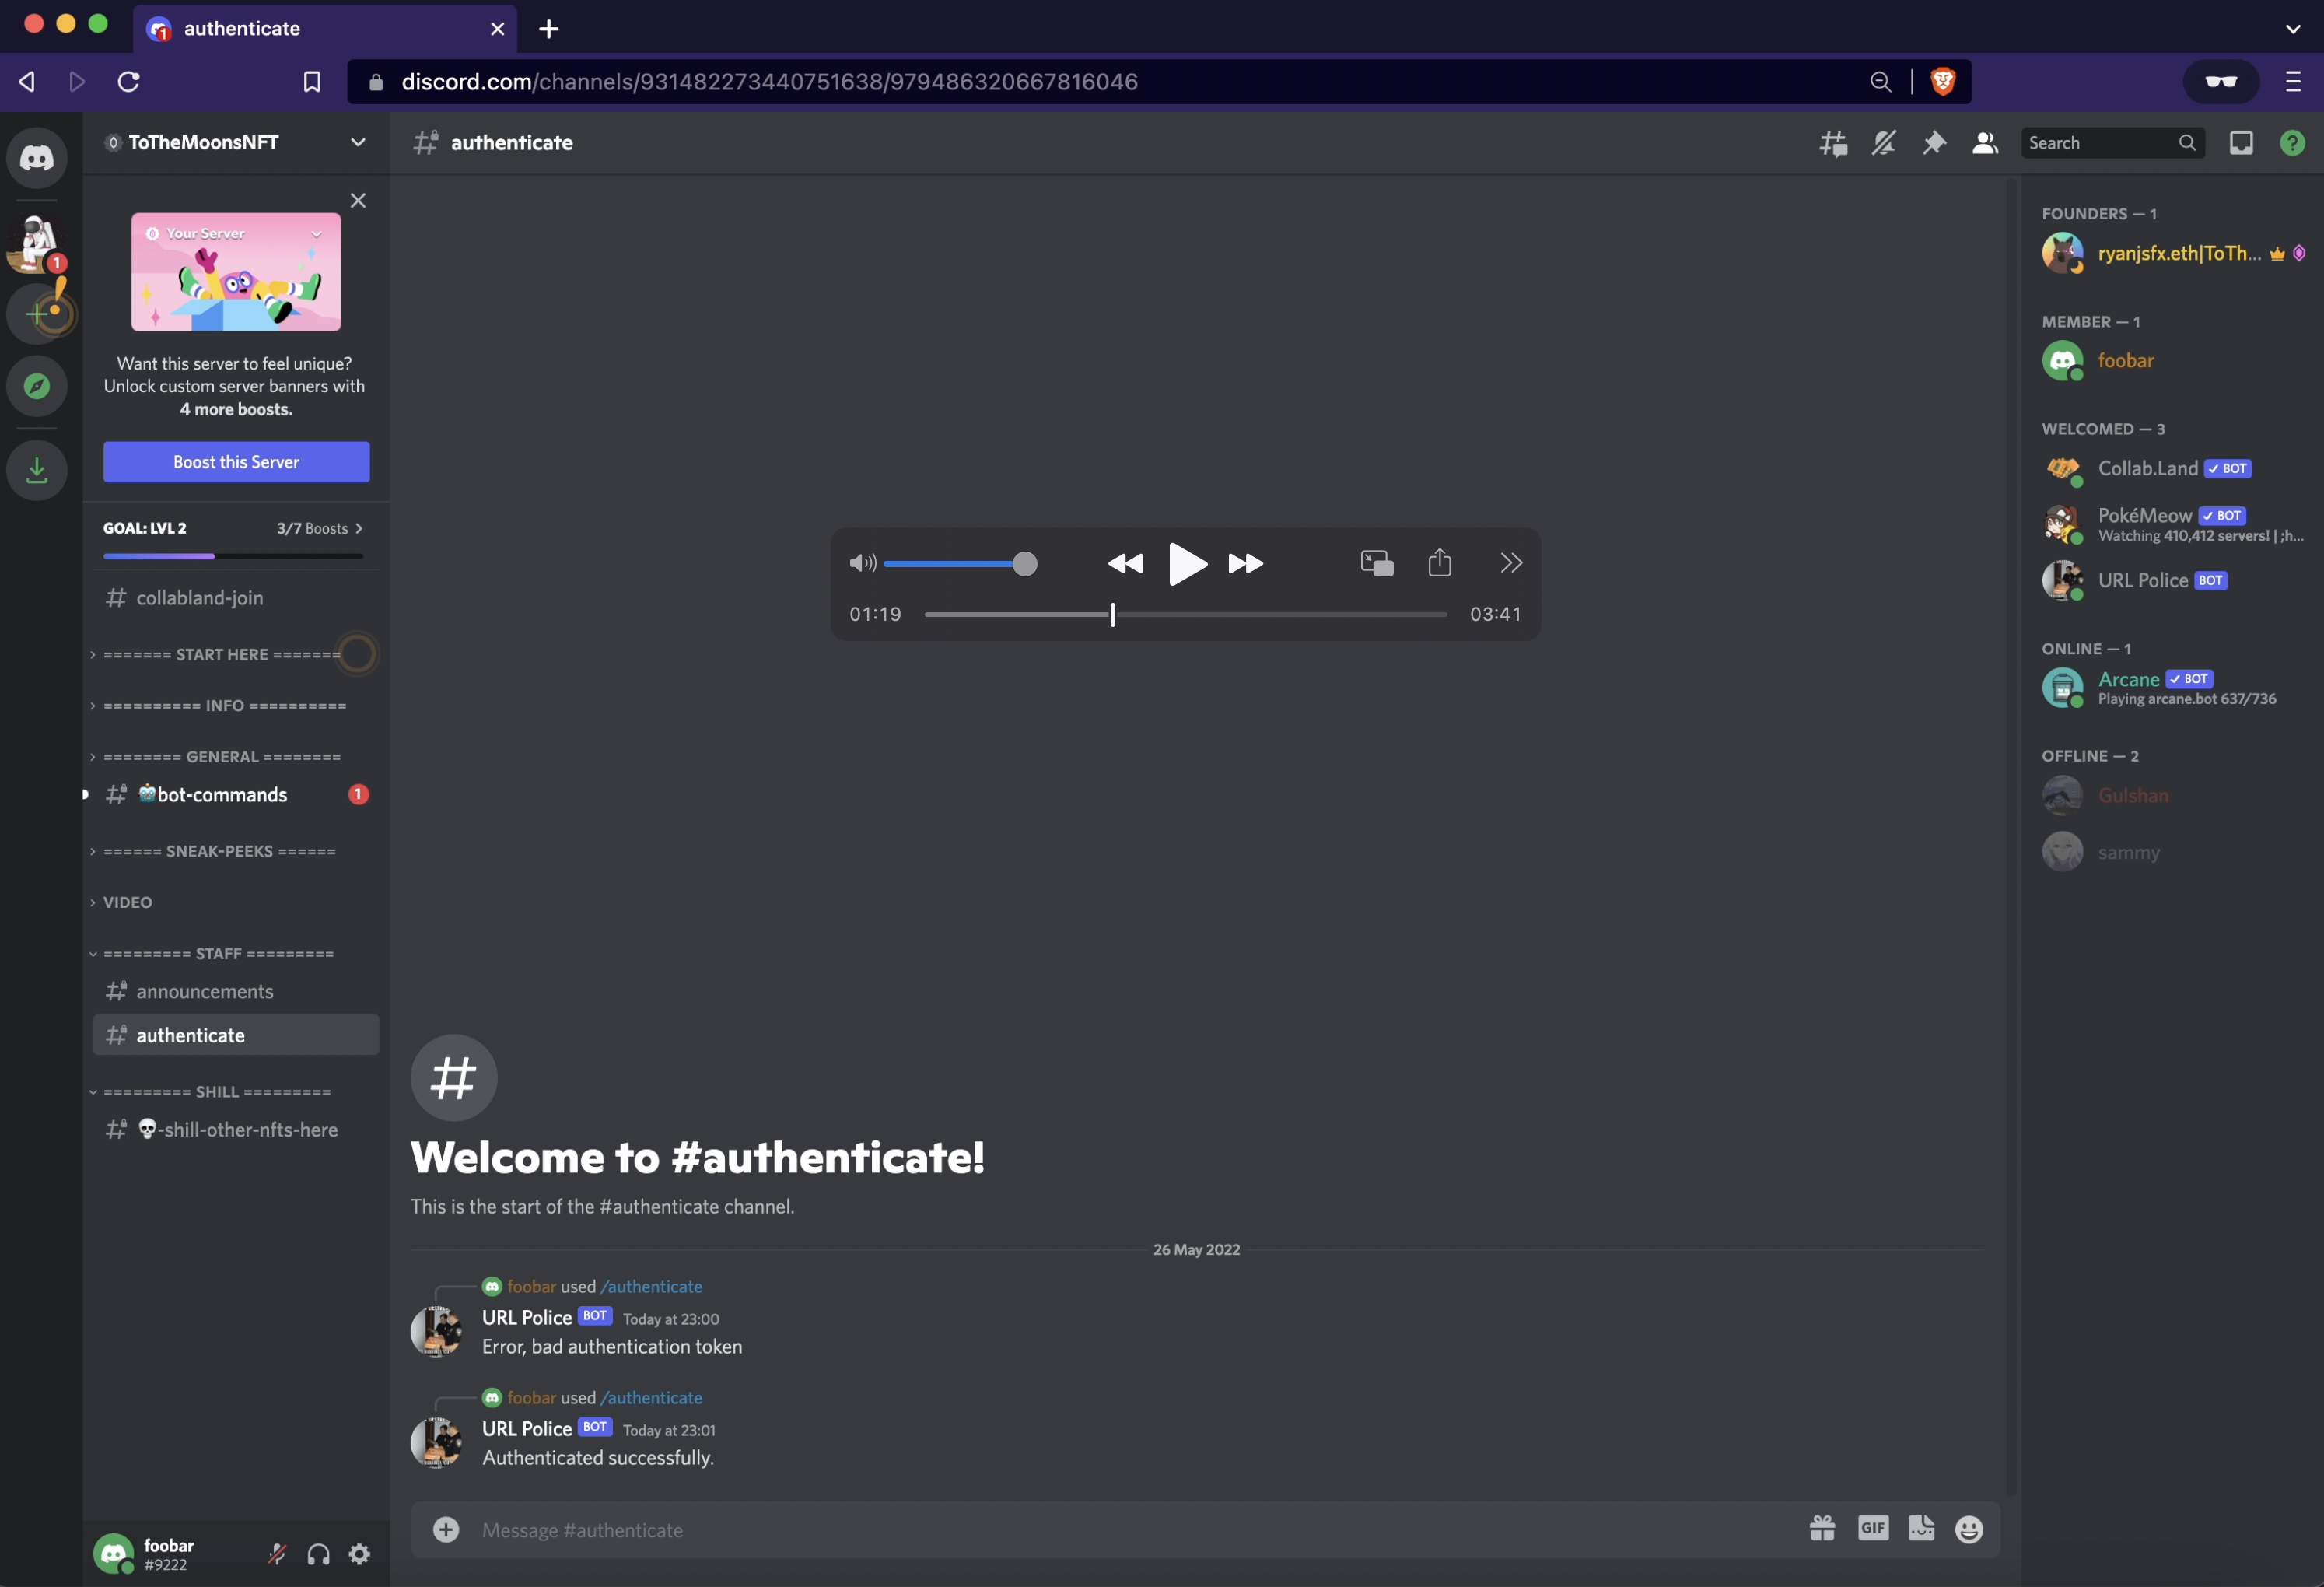 authenticate
discord.com/channels/931482273440751638/979486320667816046
ToTheMoonsNFT
authenticate
Search
Your Server
Want this server to feel unique?
Unlock custom server banners with
4 more boosts.
Boost this Server
GOAL: LVL 2
3/7 Boosts
collabland-join
======= START HERE =======
========== INFO ==========
======== GENERAL ========
bot-commands
1
====== SNEAK-PEEKS ======
VIDEO
========= STAFF =========
announcements
authenticate
========= SHILL =========
-shill-other-nfts-here
foobar
#9222
1
1
01:19
03:41
Welcome to #authenticate!
This is the start of the #authenticate channel.
26 May 2022
foobar used /authenticate
URL Police BOT Today at 23:00
Error, bad authentication token
foobar used /authenticate
URL Police BOT Today at 23:01
Authenticated successfully.
Message #authenticate
GIF
FOUNDERS — 1
ryanjsfx.eth|ToTh...
MEMBER — 1
foobar
WELCOMED — 3
Collab.Land BOT
PokéMeow BOT
Watching 410,412 servers! | ;h...
URL Police BOT
ONLINE — 1
Arcane BOT
Playing arcane.bot 637/736
OFFLINE — 2
Gulshan
sammy